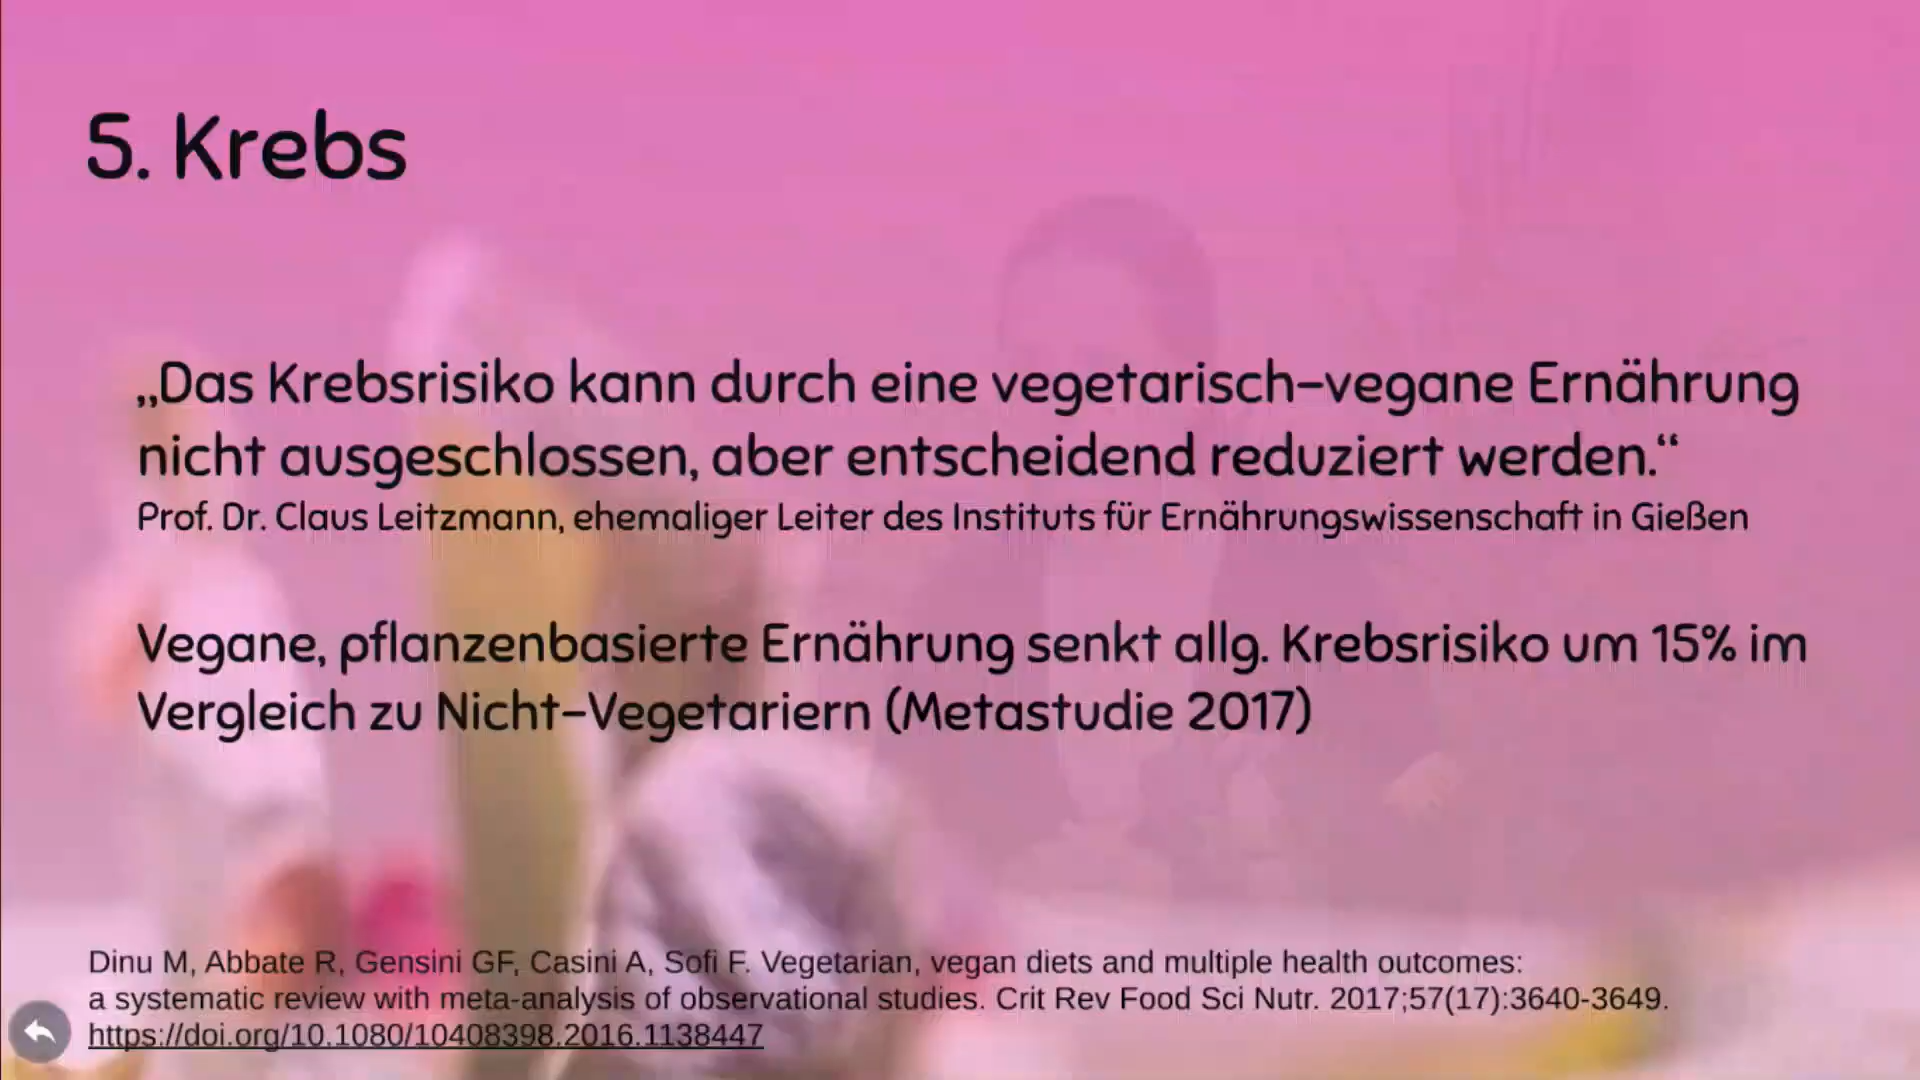 5. Krebs
„Das Krebsrisiko kann durch eine vegetarisch-vegane Ernährung
nicht ausgeschlossen, aber entscheidend reduziert werden.“
Prof. Dr. Claus Leitzmann, ehemaliger Leiter des Instituts für Ernährungswissenschaft in Gießen
Vegane, pflanzenbasierte Ernährung senkt allg. Krebsrisiko um 15% im
Vergleich zu Nicht-Vegetariern (Metastudie 2017)
Dinu M, Abbate R, Gensini GF, Casini A, Sofi F. Vegetarian, vegan diets and multiple health outcomes:
a systematic review with meta-analysis of observational studies. Crit Rev Food Sci Nutr. 2017;57(17):3640-3649.
https://doi.org/10.1080/10408398.2016.1138447